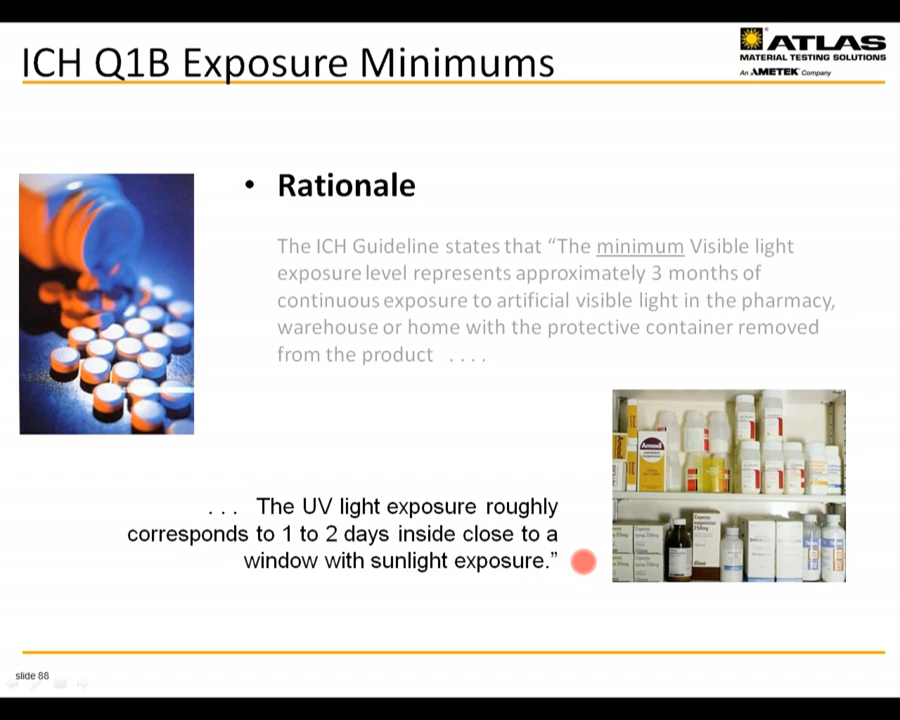 ICH Q1B Exposure Minimums
ATLAS
MATERIAL TESTING SOLUTIONS
An AMETEK Company
• Rationale
The ICH Guideline states that “The minimum Visible light
exposure level represents approximately 3 months of
continuous exposure to artificial visible light in the pharmacy,
warehouse or home with the protective container removed
from the product . . . .
Amoxil
. . . The UV light exposure roughly
corresponds to 1 to 2 days inside close to a
window with sunlight exposure.”
slide 88